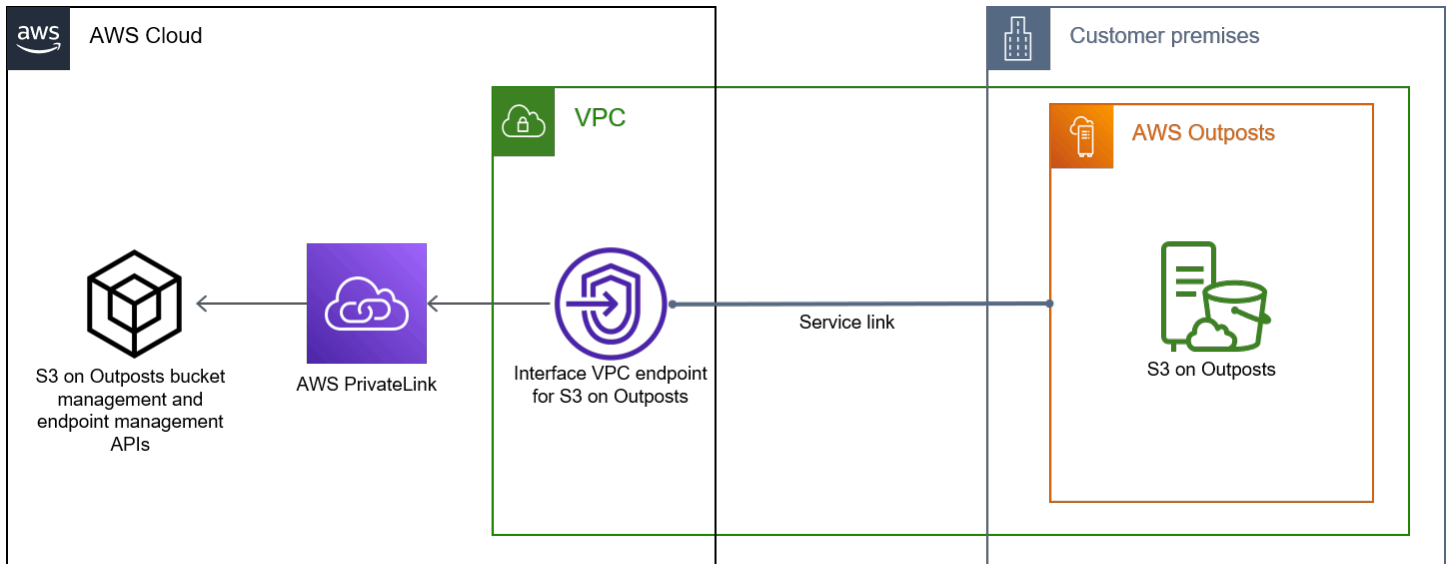 aws
AWS Cloud
Customer premises
VPC
AWS Outposts
Service link
S3 on Outposts bucket
management and
endpoint management
APIs
AWS PrivateLink
Interface VPC endpoint
for S3 on Outposts
S3 on Outposts